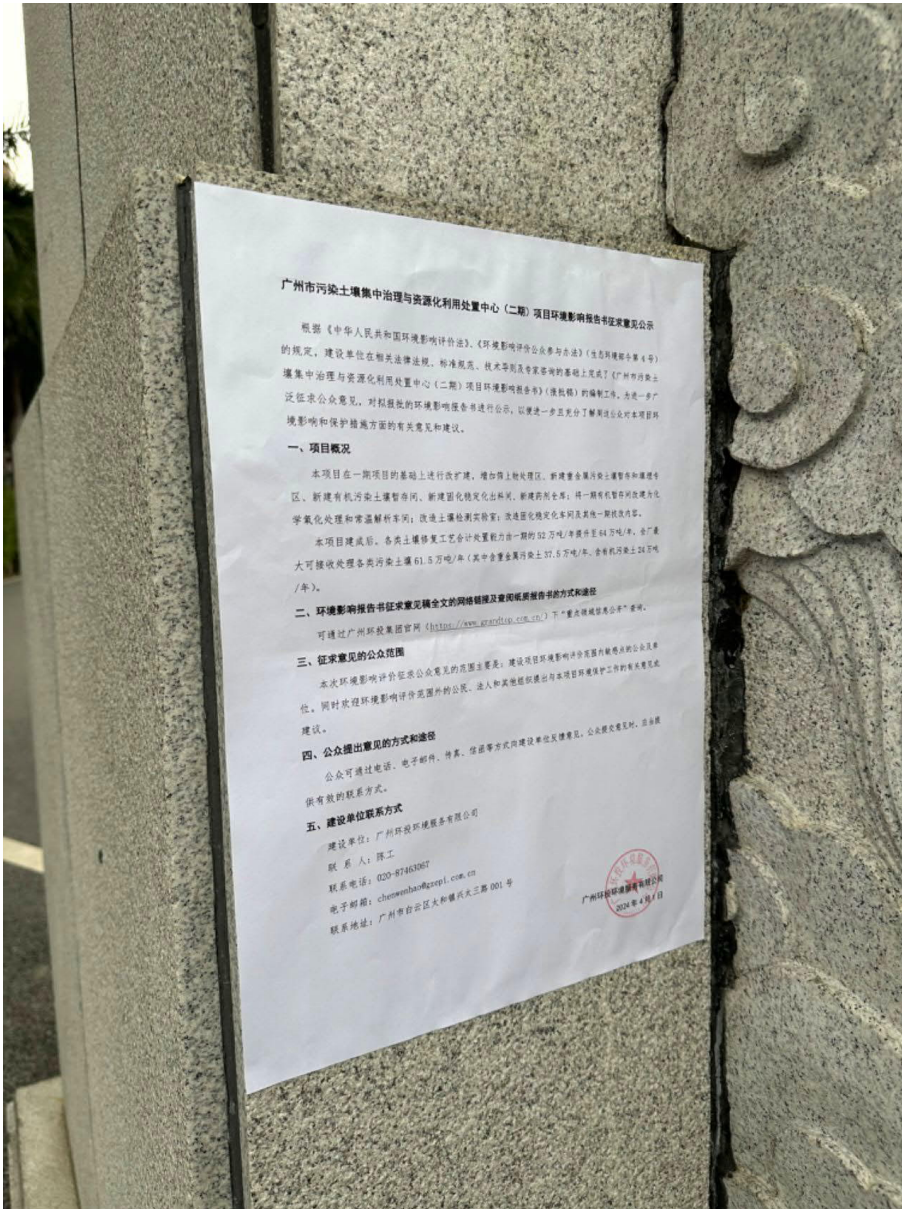 广州市污染土壤集中治理与资源化利用处置中心（二期）项目环境影响报告书征求意见公示
根据《中华人民共和国环境影响评价法》、《环境影响评价公众参与办法》（生态环境部令第4号）
的规定，建设单位在相关法律法规、标准规范、技术导则及专家咨询的基础上完成了《广州市污染土
壤集中治理与资源化利用处置中心（二期）项目环境影响报告书》（报批稿）的编制工作。为进一步广
泛征求公众意见，对拟报批的环境影响报告书进行公示，以便进一步且充分了解周边公众对本项目环
境影响和保护措施方面的有关意见和建议。
一、项目概况
本项目在一期项目的基础上进行改扩建，增加筛上物处理区、新建重金属污染土壤暂存和预处理专
区、新建有机污染土壤暂存间、新建固化稳定化出料间、新建药剂仓库；将一期有机暂存间改建为化
学氧化处理和常温解析车间；改造土壤检测实验室；改造固化稳定化车间及其他一期技改内容。
本项目建成后，各类土壤修复工艺合计处置能力由一期的52万吨/年提升至64万吨/年，全厂最
大可接收处理各类污染土壤61.5万吨/年（其中含重金属污染土37.5万吨/年、含有机污染土24万吨
/年）。
二、环境影响报告书征求意见稿全文的网络链接及查阅纸质报告书的方式和途径
可通过广州环投集团官网（https://www.grandtop.com.cn/）下“重点领域信息公开”查询。
三、征求意见的公众范围
本次环境影响评价征求公众意见的范围主要是：建设项目环境影响评价范围内敏感点的公众及单
位。同时欢迎环境影响评价范围外的公民、法人和其他组织提出与本项目环境保护工作的有关意见或
建议。
四、公众提出意见的方式和途径
公众可通过电话、电子邮件、传真、信函等方式向建设单位反馈意见。公众提交意见时，应当提
供有效的联系方式。
五、建设单位联系方式
建设单位：广州环投环境服务有限公司
联 系 人：陈工
联系电话：020-87463067
电子邮箱：chenwenhao@gzepi.com.cn
联系地址：广州市白云区太和镇兴太三路001号
广州环投环境服务有限公司
2024年4月1日